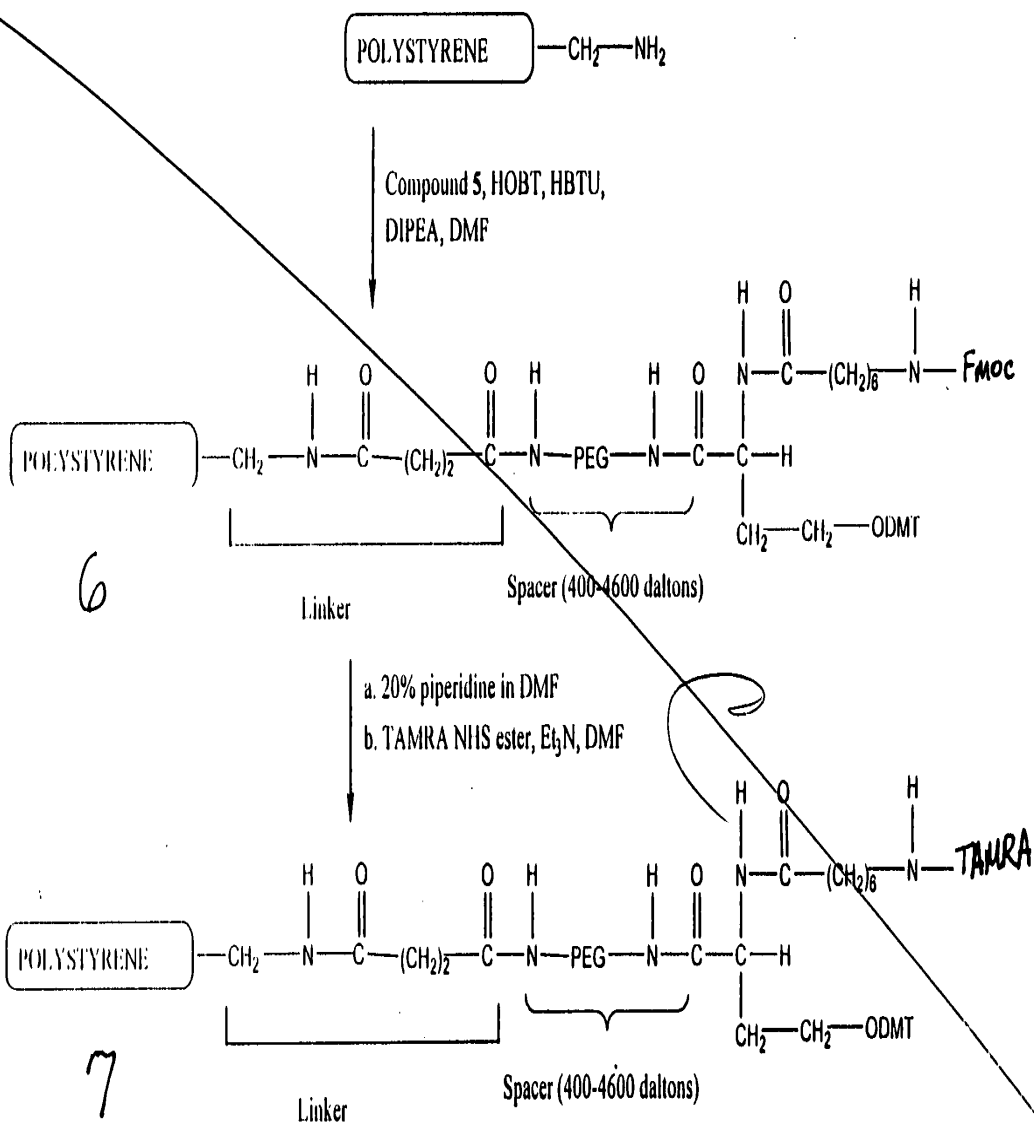 POLYSTYRENE —CH2—NH2
Compound 5, HOBT, HBTU,
DIPEA, DMF
H O
H O O H H O N—C—(CH2)6—N—Fmoc
H
POLYSTYRENE —CH2—N—C—(CH2)2—C—N—PEG—N—C—C—H
CH2—CH2—ODMT
6
Linker
Spacer (400-4600 daltons)
a. 20% piperidine in DMF
b. TAMRA NHS ester, Et3N, DMF
H O H
H O O H H O N—C—(CH2)6—N—TAMRA
POLYSTYRENE —CH2—N—C—(CH2)2—C—N—PEG—N—C—C—H
CH2—CH2—ODMT
7
Linker
Spacer (400-4600 daltons)